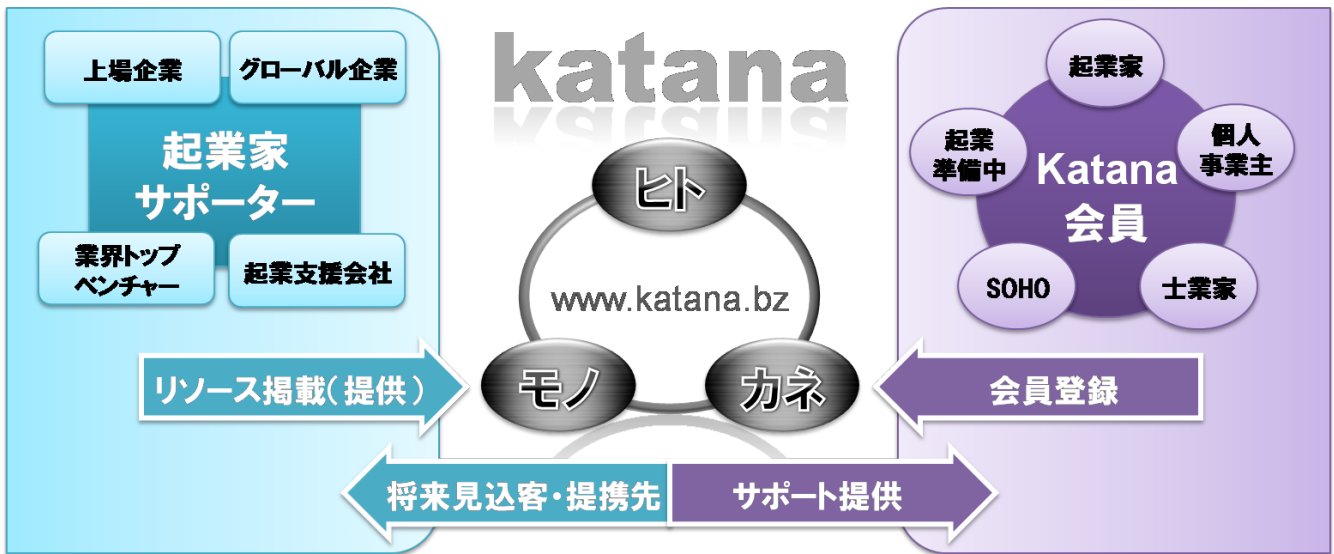 上場企業
グローバル企業
起業家
サポーター
業界トップ
ベンチャー
起業支援会社
katana
ヒト
www.katana.bz
モノ
カネ
起業家
起業
準備中
個人
事業主
Katana
会員
SOHO
士業家
リソース掲載(提供)
会員登録
将来見込客・提携先
サポート提供